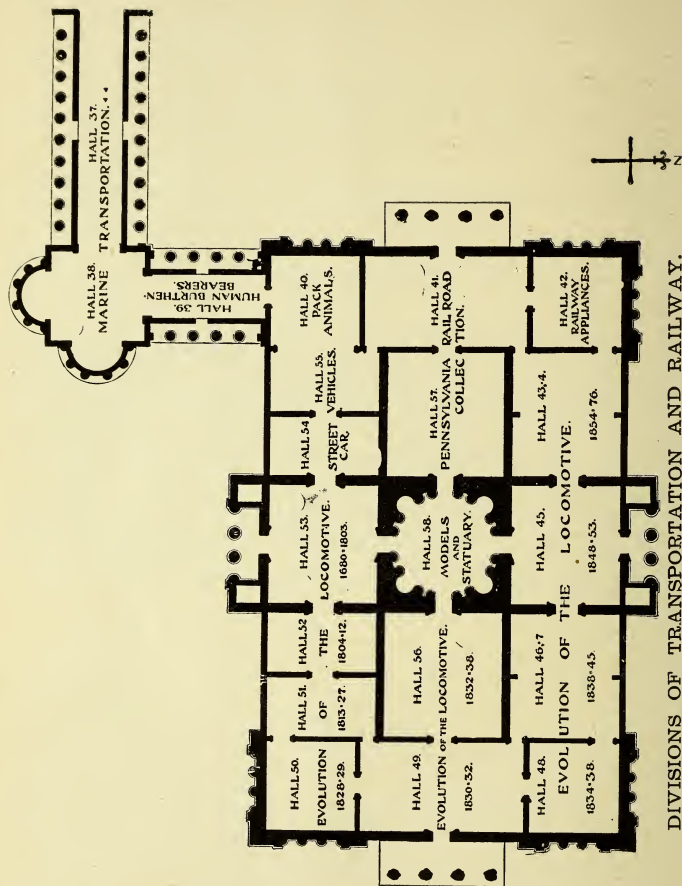 HALL 38.
HALL 37.
MARINE TRANSPORTATION.
HALL 39.
HUMAN BURTHEN-
BEARERS.
HALL 50.
EVOLUTION
1828-29.
HALL 51.
OF
1813-27.
HALL 52
THE
1804-12.
HALL 53.
LOCOMOTIVE.
1680-1803.
HALL 54
STREET
CAR.
HALL 55.
VEHICLES.
HALL 40.
PACK
ANIMALS.
HALL 49.
EVOLUTION OF THE LOCOMOTIVE.
1830-32.
HALL 56.
1832-38.
HALL 58.
MODELS
AND
STATUARY.
HALL 57.
HALL 41.
PENNSYLVANIA RAIL ROAD
COLLECTION.
HALL 48.
HALL 46-7
HALL 45.
HALL 43-4.
HALL 42.
RAILWAY
APPLIANCES.
EVOLUTION OF THE LOCOMOTIVE.
1834-38.
1838-45.
1848-53.
1854-76.
N
DIVISIONS OF TRANSPORTATION AND RAILWAY.